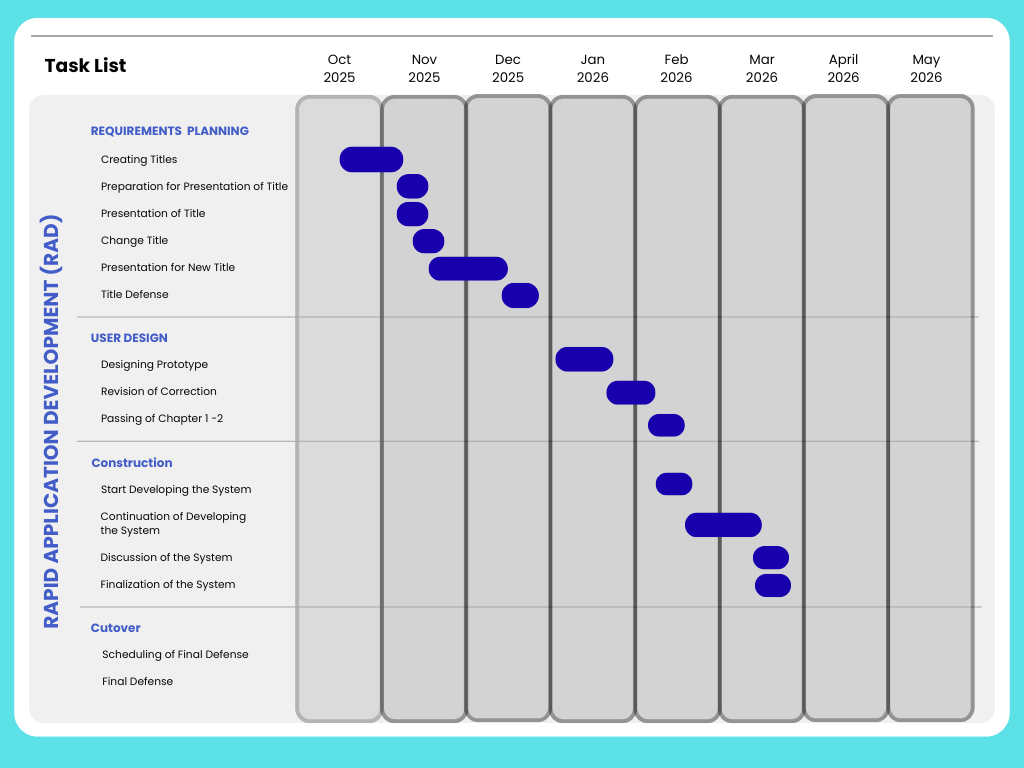 Task List
Oct
2025
Nov
2025
Dec
2025
Jan
2026
Feb
2026
Mar
2026
April
2026
May
2026
RAPID APPLICATION DEVELOPMENT (RAD)
REQUIREMENTS PLANNING
Creating Titles
Preparation for Presentation of Title
Presentation of Title
Change Title
Presentation for New Title
Title Defense
USER DESIGN
Designing Prototype
Revision of Correction
Passing of Chapter 1 -2
Construction
Start Developing the System
Continuation of Developing
the System
Discussion of the System
Finalization of the System
Cutover
Scheduling of Final Defense
Final Defense